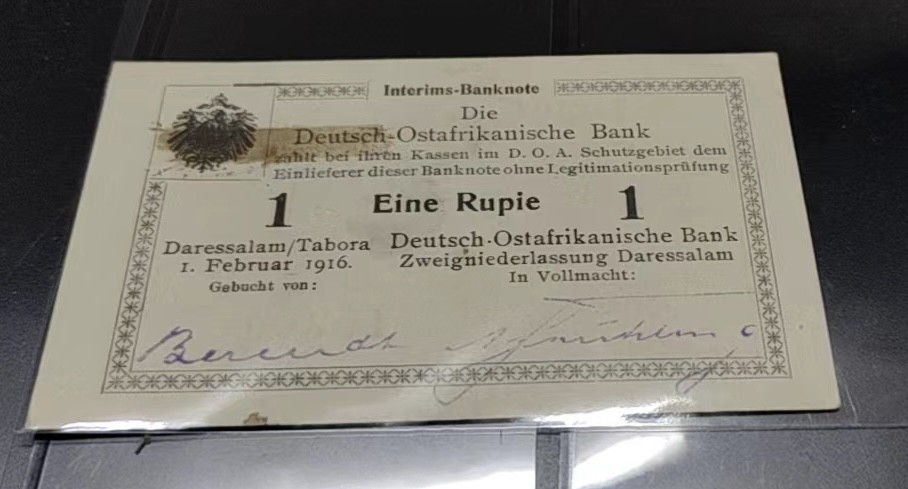 Interims-Banknote
Die
Deutsch-Ostafrikanische Bank
zahlt bei ihren Kassen im D. O. A. Schutzgebiet dem
Einlieferer dieser Banknote ohne Legitimationsprüfung
1 Eine Rupie 1
Daressalam/Tabora
1. Februar 1916.
Gebucht von:
Deutsch-Ostafrikanische Bank
Zweigniederlassung Daressalam
In Vollmacht:
Berendt